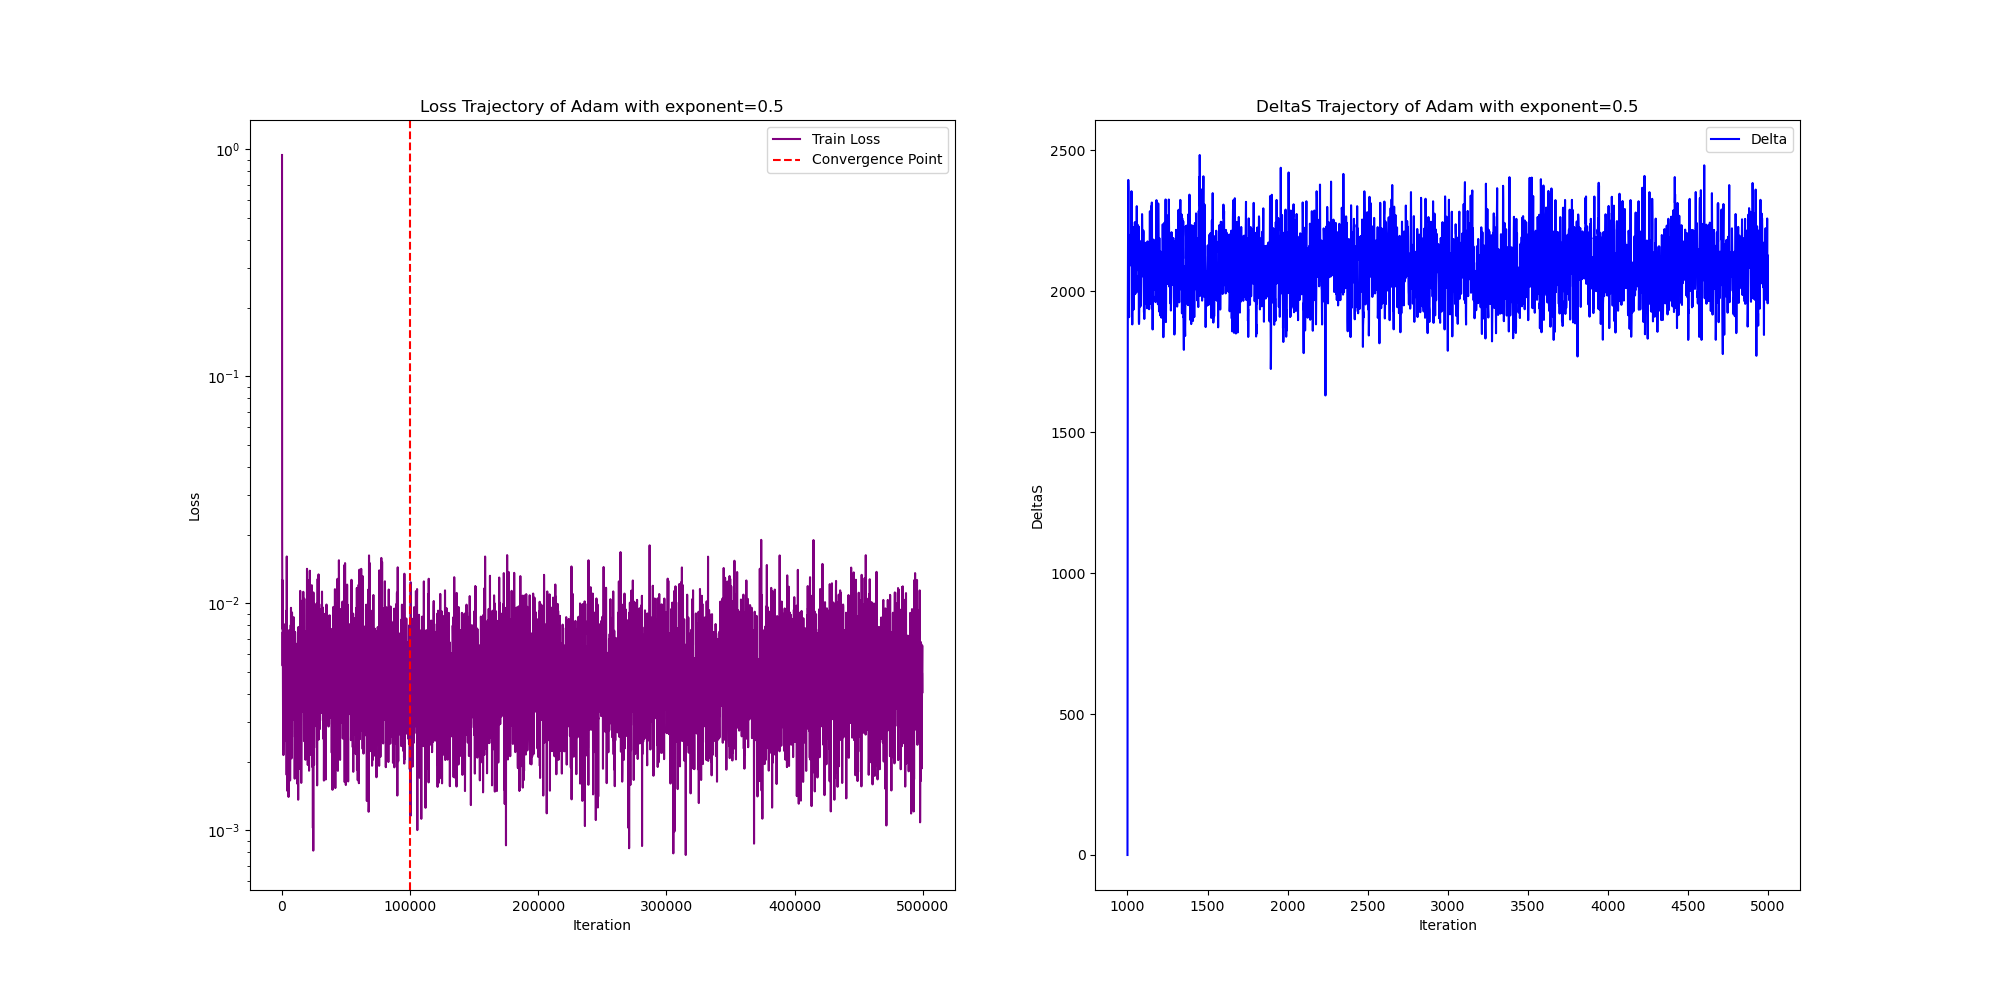 Loss Trajectory of Adam with exponent=0.5
Train Loss
Convergence Point
10⁰
10⁻¹
10⁻²
10⁻³
Loss
0 100000 200000 300000 400000 500000
Iteration
DeltaS Trajectory of Adam with exponent=0.5
Delta
2500
2000
1500
1000
500
0
DeltaS
1000 1500 2000 2500 3000 3500 4000 4500 5000
Iteration